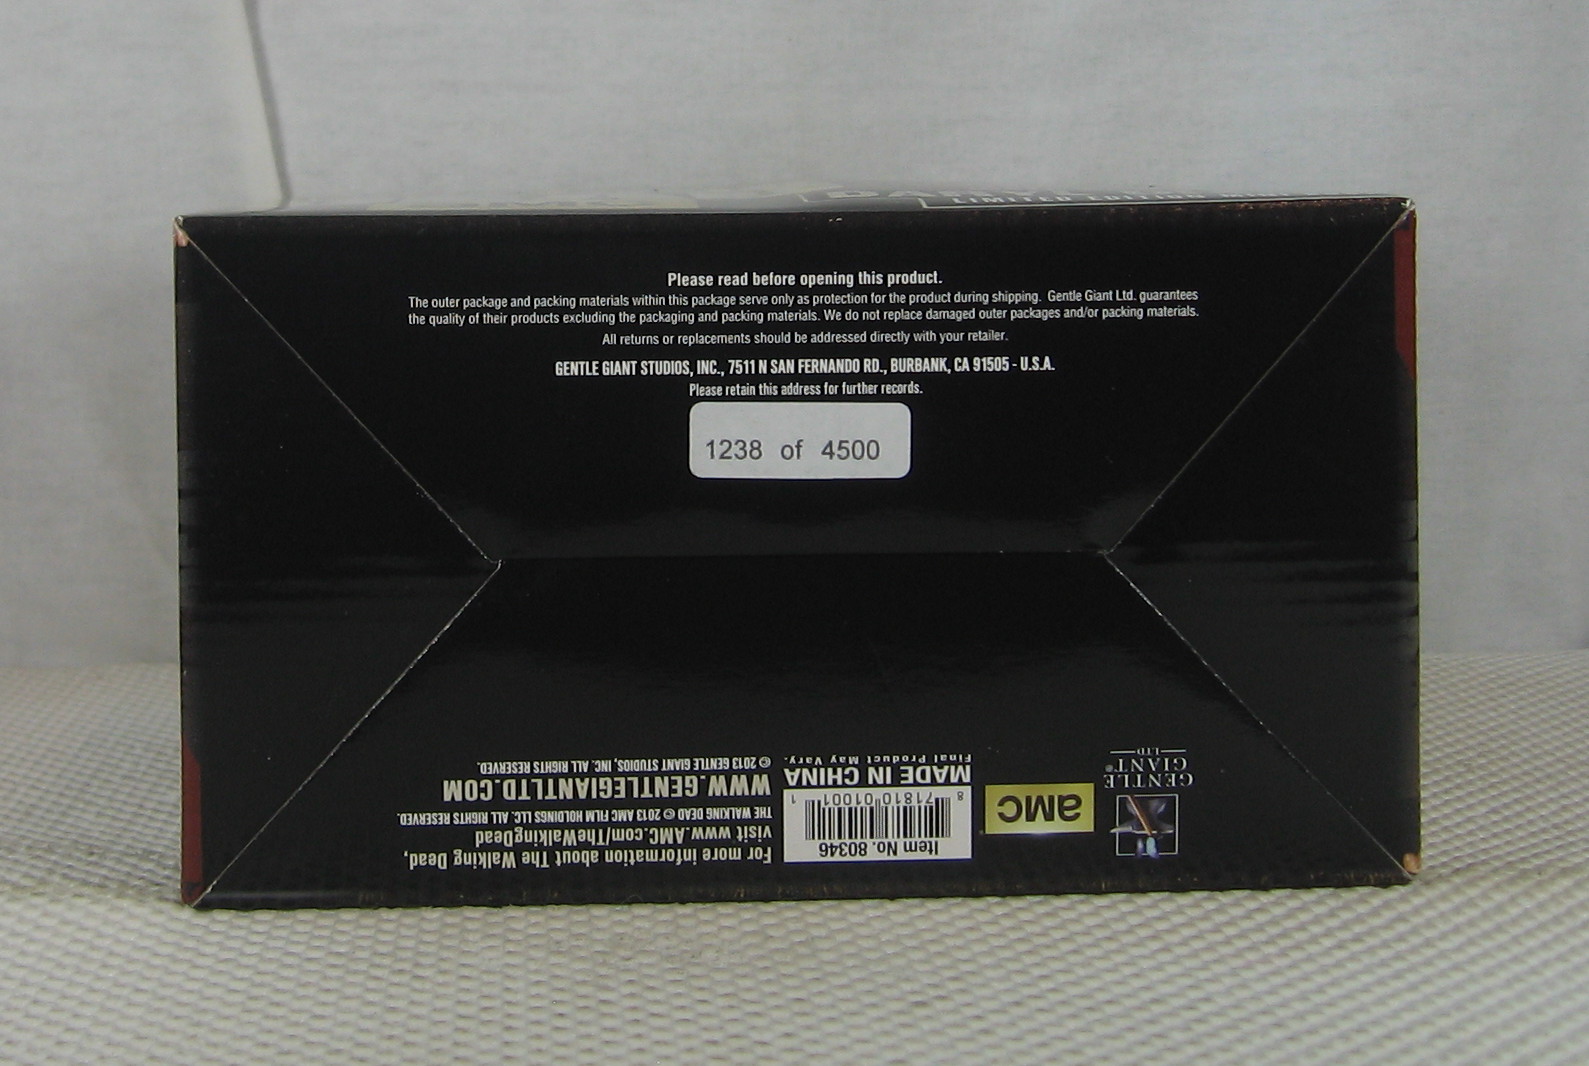 LIMITED EDITION MINI
Please read before opening this product.
The outer package and packing materials within this package serve only as protection for the product during shipping. Gentle Giant Ltd. guarantees
the quality of their products excluding the packaging and packing materials. We do not replace damaged outer packages and/or packing materials.
All returns or replacements should be addressed directly with your retailer.
GENTLE GIANT STUDIOS, INC., 7511 N SAN FERNANDO RD., BURBANK, CA 91505 - U.S.A.
Please retain this address for further records.
1238 of 4500
GENTLE
GIANT®
LTD
amc
Item No. 80346
8 71810 01001 1
MADE IN CHINA
Final Product May Vary.
For more information about The Walking Dead,
visit www.AMC.com/TheWalkingDead
THE WALKING DEAD © 2013 AMC FILM HOLDINGS LLC. ALL RIGHTS RESERVED.
WWW.GENTLEGIANTLTD.COM
© 2013 GENTLE GIANT STUDIOS, INC. ALL RIGHTS RESERVED.